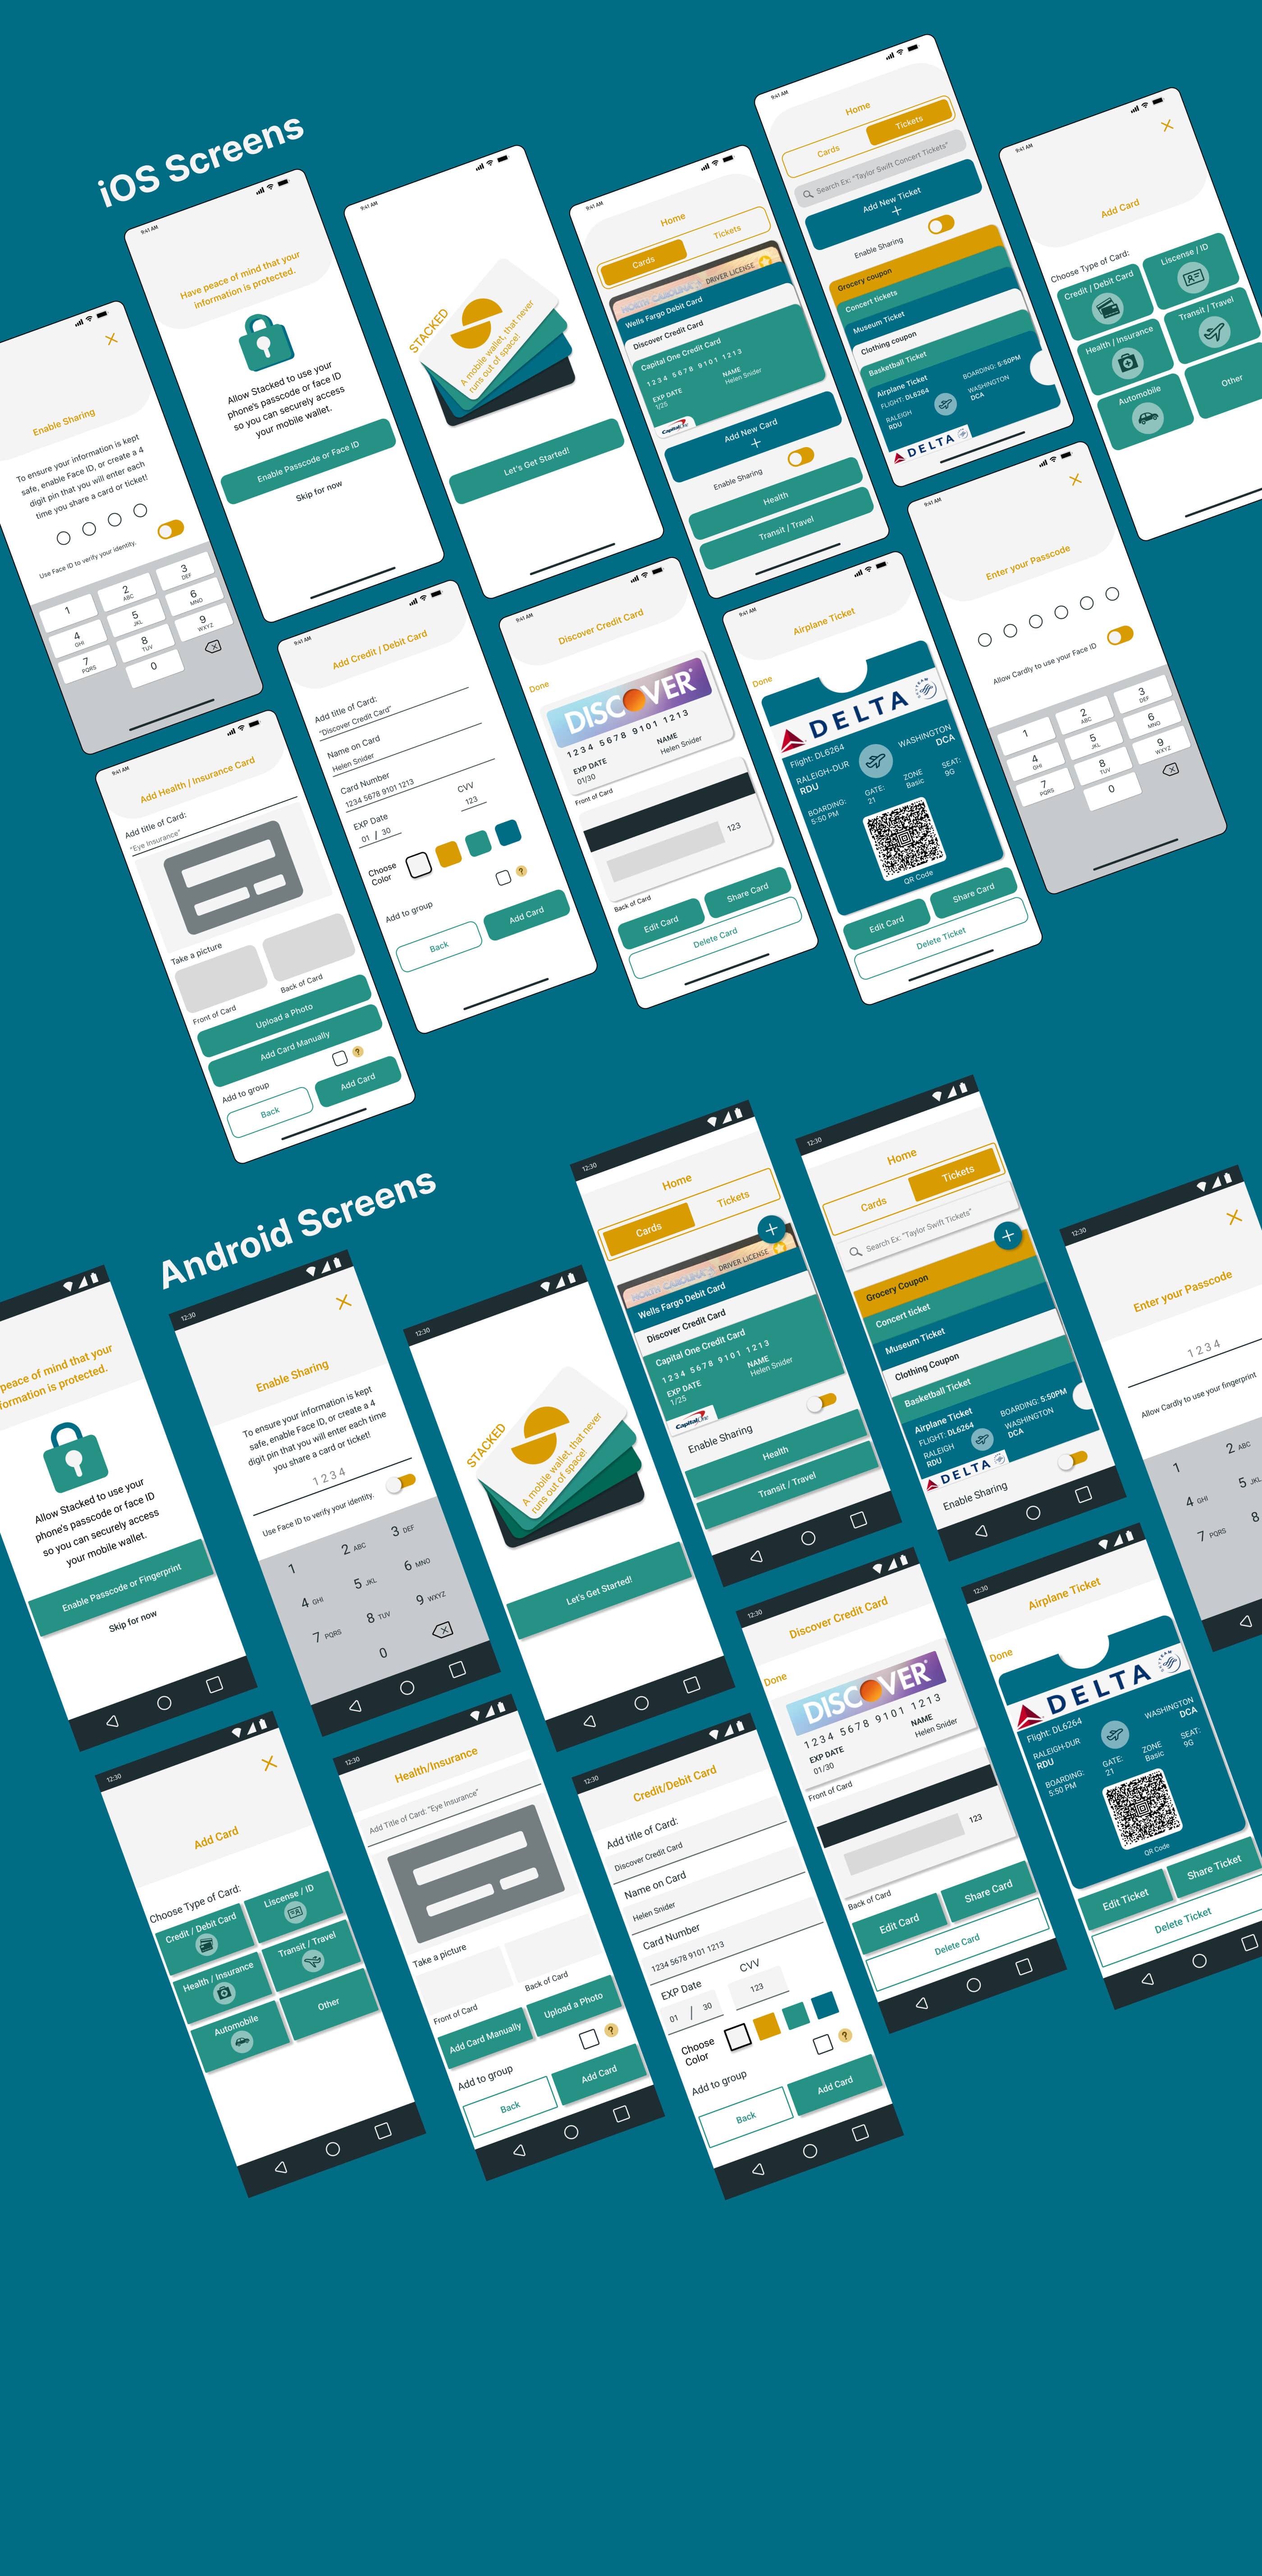 iOS Screens
Enable Sharing
To ensure your information is kept
safe, enable Face ID, or create a 4
digit pin that you will enter each
time you share a card or ticket!
Use Face ID to verify your identity.
1
2
ABC
3
DEF
4
GHI
5
JKL
6
MNO
7
PQRS
8
TUV
9
WXYZ
0
9:41 AM
Have peace of mind that your
information is protected.
Allow Stacked to use your
phone's passcode or face ID
so you can securely access
your mobile wallet.
Enable Passcode or Face ID
Skip for now
9:41 AM
STACKED
A mobile wallet, that never
runs out of space!
Let's Get Started!
9:41 AM
Home
Cards
Tickets
NORTH CAROLINA
DRIVER LICENSE
Wells Fargo Debit Card
Discover Credit Card
Capital One Credit Card
1234 5678 9101 1213
EXP DATE
1/25
NAME
Helen Snider
Capital One
Add New Card
+
Enable Sharing
Health
Transit / Travel
9:41 AM
Home
Cards
Tickets
Search Ex: "Taylor Swift Concert Tickets"
Add New Ticket
+
Enable Sharing
Grocery coupon
Concert tickets
Museum Ticket
Clothing coupon
Basketball Ticket
Airplane Ticket
FLIGHT: DL6264
BOARDING: 5:50PM
RALEIGH
RDU
WASHINGTON
DCA
DELTA
9:41 AM
Add Card
Choose Type of Card:
Credit / Debit Card
Liscense / ID
Health / Insurance
Transit / Travel
Automobile
Other
9:41 AM
Add Health / Insurance Card
Add title of Card:
"Eye Insurance"
Take a picture
Front of Card
Back of Card
Upload a Photo
Add Card Manually
Add to group
?
Back
Add Card
9:41 AM
Add Credit / Debit Card
Add title of Card:
"Discover Credit Card"
Name on Card
Helen Snider
Card Number
1234 5678 9101 1213
EXP Date
01 / 30
CVV
123
Choose
Color
Add to group
?
Back
Add Card
9:41 AM
Discover Credit Card
Done
DISCOVER
1234 5678 9101 1213
EXP DATE
01/30
NAME
Helen Snider
Front of Card
123
Back of Card
Edit Card
Share Card
Delete Card
9:41 AM
Airplane Ticket
Done
DELTA
Flight: DL6264
RALEIGH-DUR
RDU
WASHINGTON
DCA
BOARDING:
5:50 PM
GATE:
21
ZONE
Basic
SEAT:
9G
QR Code
Edit Card
Share Card
Delete Ticket
9:41 AM
Enter your Passcode
Allow Cardly to use your Face ID
1
2
ABC
3
DEF
4
GHI
5
JKL
6
MNO
7
PQRS
8
TUV
9
WXYZ
0
Android Screens
peace of mind that your
formation is protected.
Allow Stacked to use your
phone's passcode or face ID
so you can securely access
your mobile wallet.
Enable Passcode or Fingerprint
Skip for now
12:30
Enable Sharing
To ensure your information is kept
safe, enable Face ID, or create a 4
digit pin that you will enter each time
you share a card or ticket!
1234
Use Face ID to verify your identity.
1
2 ABC
3 DEF
4 GHI
5 JKL
6 MNO
7 PQRS
8 TUV
9 WXYZ
0
12:30
STACKED
A mobile wallet, that never
runs out of space!
Let's Get Started!
12:30
Home
Cards
Tickets
+
NORTH CAROLINA
DRIVER LICENSE
Wells Fargo Debit Card
Discover Credit Card
Capital One Credit Card
1234 5678 9101 1213
EXP DATE
1/25
NAME
Helen Snider
Capital One
Enable Sharing
Health
Transit / Travel
12:30
Home
Cards
Tickets
Search Ex: "Taylor Swift Tickets"
+
Grocery Coupon
Concert ticket
Museum Ticket
Clothing Coupon
Basketball Ticket
Airplane Ticket
FLIGHT: DL6264
BOARDING: 5:50PM
RALEIGH
RDU
WASHINGTON
DCA
DELTA
Enable Sharing
12:30
Enter your Passcode
1234
Allow Cardly to use your fingerprint
1
2 ABC
4 GHI
5 JKL
7 PQRS
8
12:30
Add Card
Choose Type of Card:
Credit / Debit Card
Liscense / ID
Health / Insurance
Transit / Travel
Automobile
Other
12:30
Health/Insurance
Add Title of Card: "Eye Insurance"
Take a picture
Front of Card
Back of Card
Add Card Manually
Upload a Photo
Add to group
?
Back
Add Card
12:30
Credit/Debit Card
Add title of Card:
Discover Credit Card
Name on Card
Helen Snider
Card Number
1234 5678 9101 1213
EXP Date
01 / 30
CVV
123
Choose
Color
Add to group
?
Back
Add Card
12:30
Discover Credit Card
Done
DISCOVER
1234 5678 9101 1213
EXP DATE
01/30
NAME
Helen Snider
Front of Card
123
Back of Card
Edit Card
Share Card
Delete Card
12:30
Airplane Ticket
Done
DELTA
Flight: DL6264
RALEIGH-DUR
RDU
WASHINGTON
DCA
BOARDING:
5:50 PM
GATE:
21
ZONE
Basic
SEAT:
9G
QR Code
Edit Ticket
Share Ticket
Delete Ticket